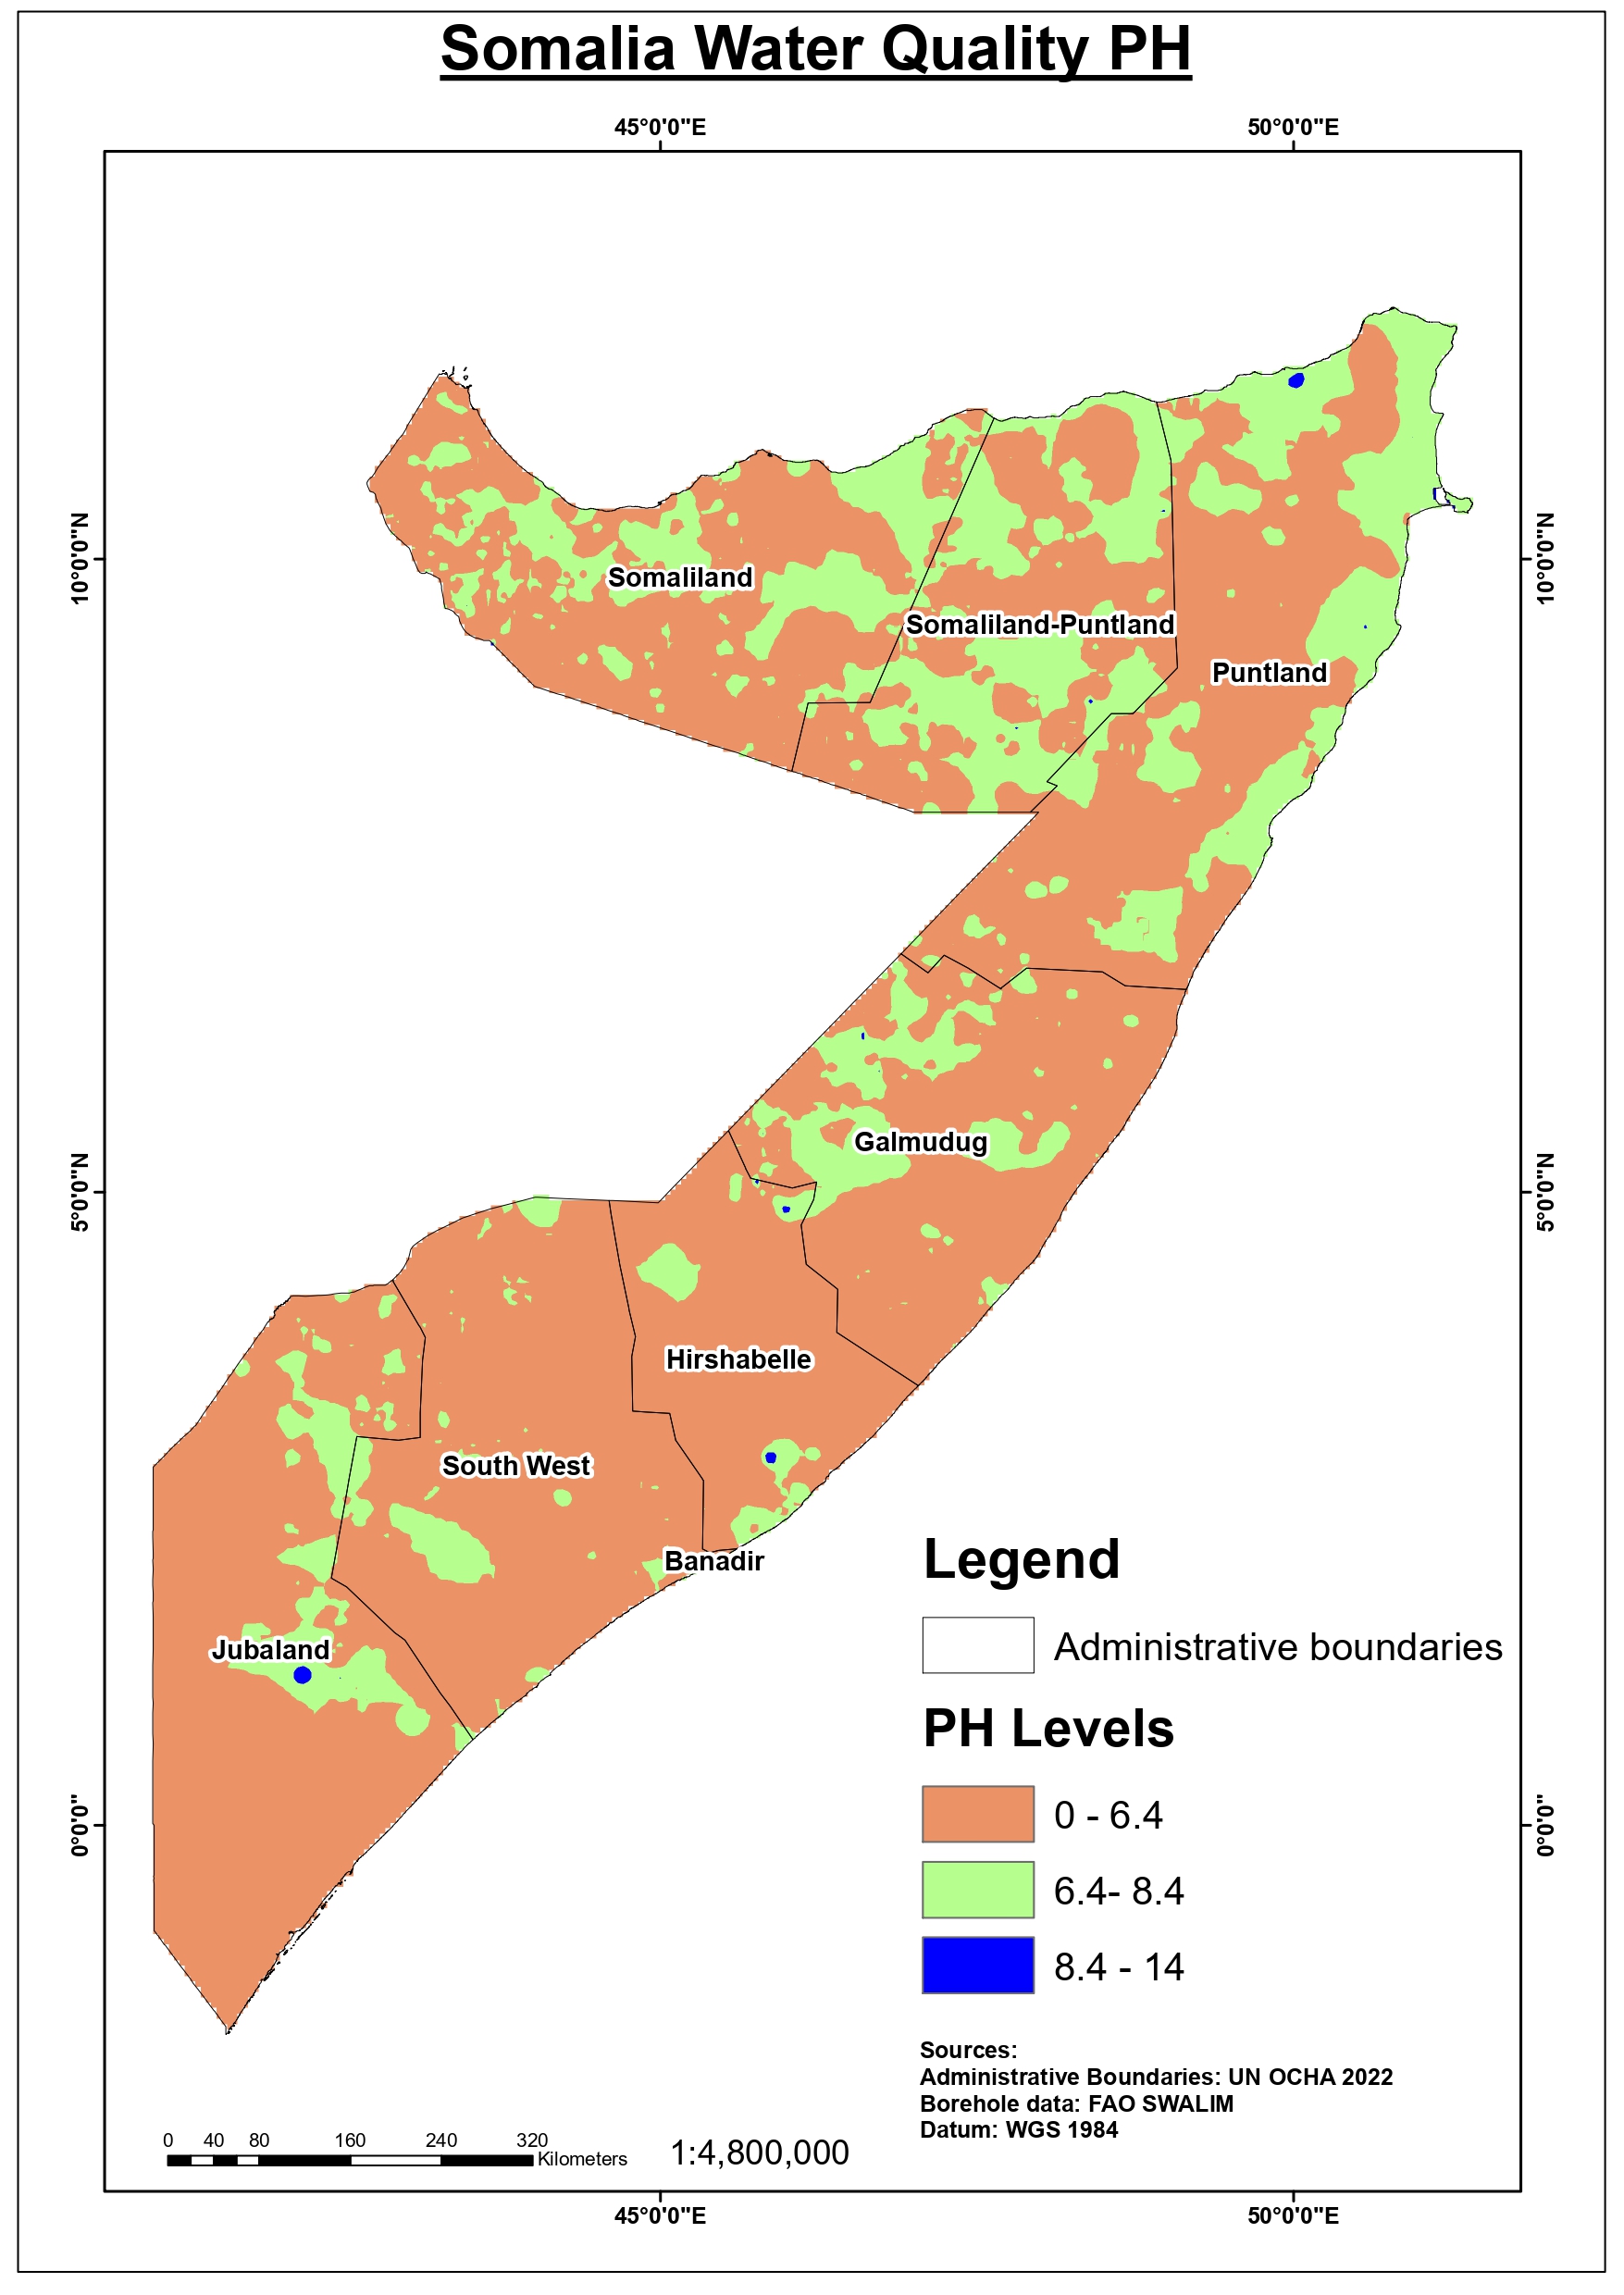 Somalia Water Quality PH
45°0'0"E
50°0'0"E
10°0'0"N
10°0'0"N
Somaliland
Somaliland-Puntland
Puntland
Galmudug
5°0'0"N
5°0'0"N
Hirshabelle
South West
Banadir
Jubaland
Legend
Administrative boundaries
PH Levels
0 - 6.4
6.4- 8.4
8.4 - 14
0°0'0"
0°0'0"
Sources:
Administrative Boundaries: UN OCHA 2022
Borehole data: FAO SWALIM
Datum: WGS 1984
0 40 80 160 240 320
Kilometers
1:4,800,000
45°0'0"E
50°0'0"E